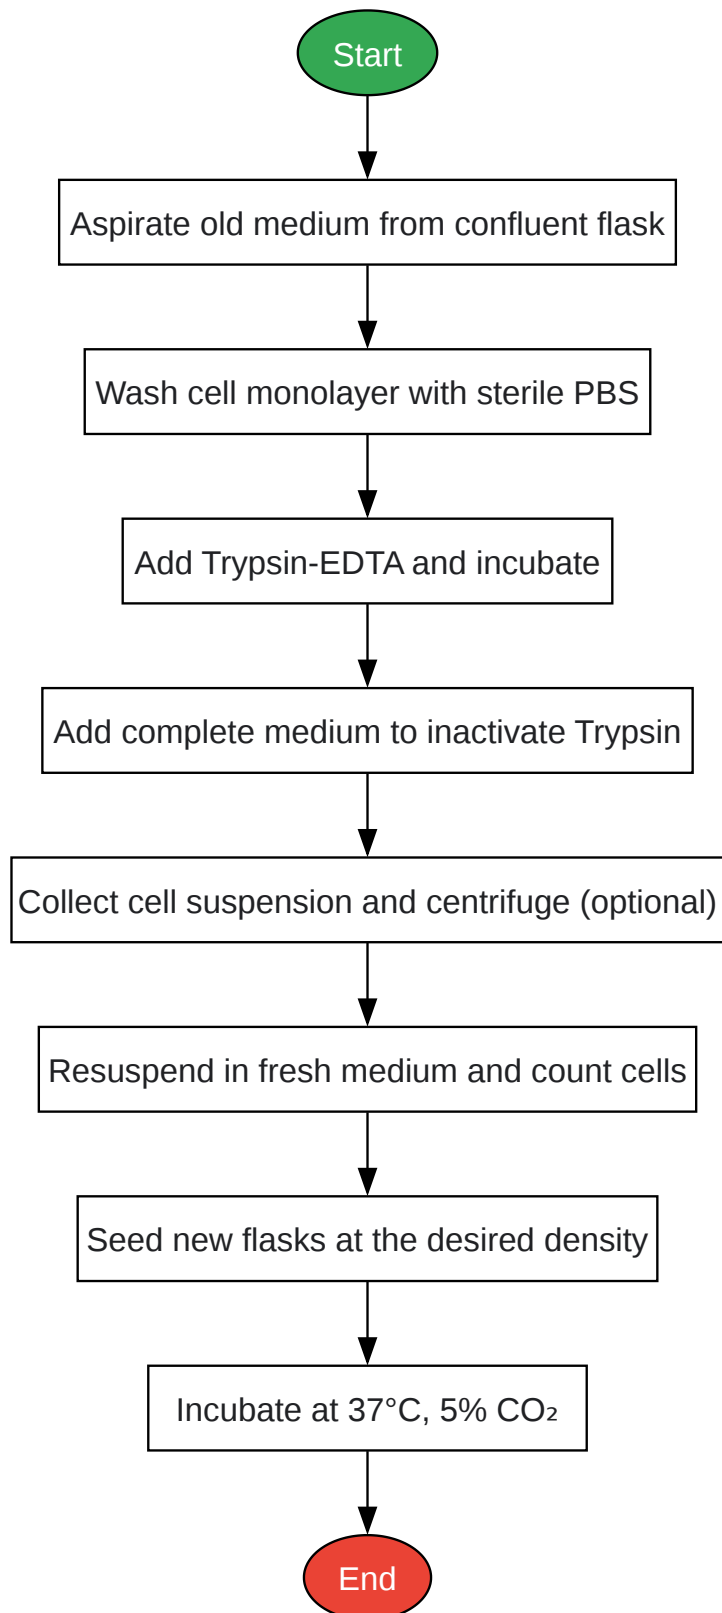 Start
Aspirate old medium from confluent flask
Wash cell monolayer with sterile PBS
Add Trypsin-EDTA and incubate
Add complete medium to inactivate Trypsin
Collect cell suspension and centrifuge (optional)
Resuspend in fresh medium and count cells
Seed new flasks at the desired density
Incubate at 37°C, 5% CO₂
End